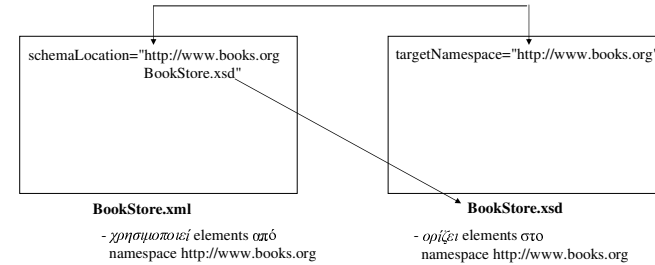 schemaLocation="http://www.books.org
BookStore.xsd"
targetNamespace="http://www.books.org"
BookStore.xml
- χρησιμοποιεί elements από
namespace http://www.books.org
BookStore.xsd
- ορίζει elements στο
namespace http://www.books.org